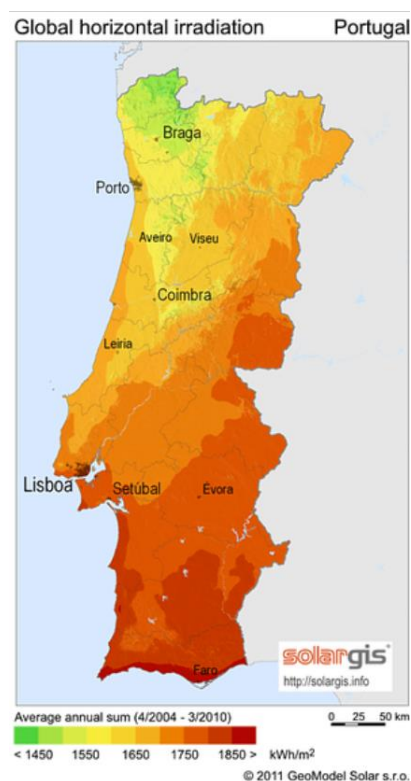 Global horizontal irradiation Portugal
Braga
Porto
Aveiro Viseu
Coimbra
Leiria
Lisboa Setúbal Évora
Faro
solargis
http://solargis.info
Average annual sum (4/2004 - 3/2010) 0 25 50 km
< 1450 1550 1650 1750 1850 > kWh/m²
© 2011 GeoModel Solar s.r.o.